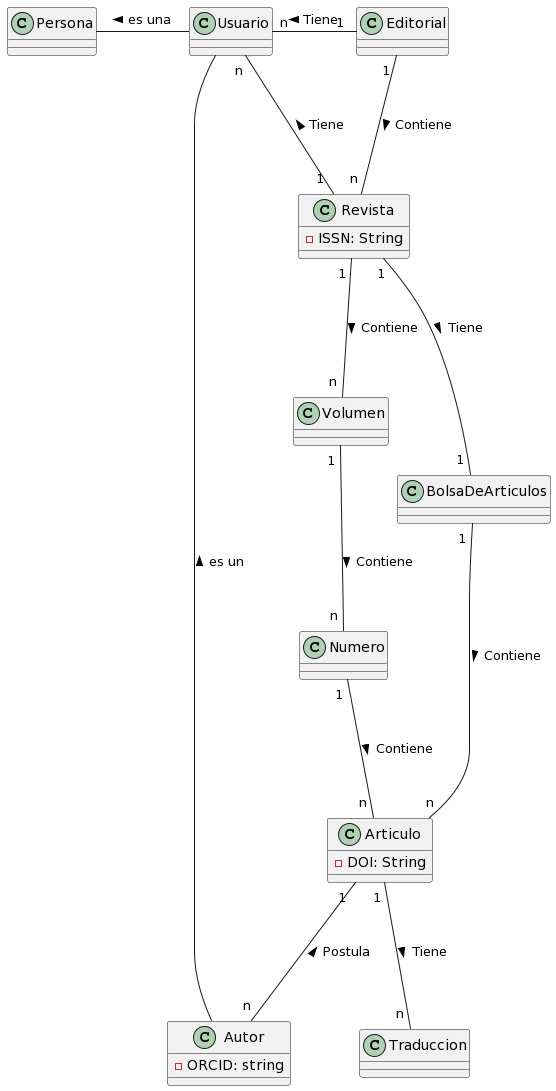 C Persona
es una
C Usuario
n
Tiene
1
C Editorial
n
1
Tiene
Contiene
1
n
C Revista
ISSN: String
1
1
Contiene
Tiene
n
C Volumen
1
1
C BolsaDeArticulos
1
es un
Contiene
n
C Numero
Contiene
1
Contiene
n
n
C Articulo
DOI: String
1
1
Postula
Tiene
n
n
C Autor
ORCID: string
C Traduccion